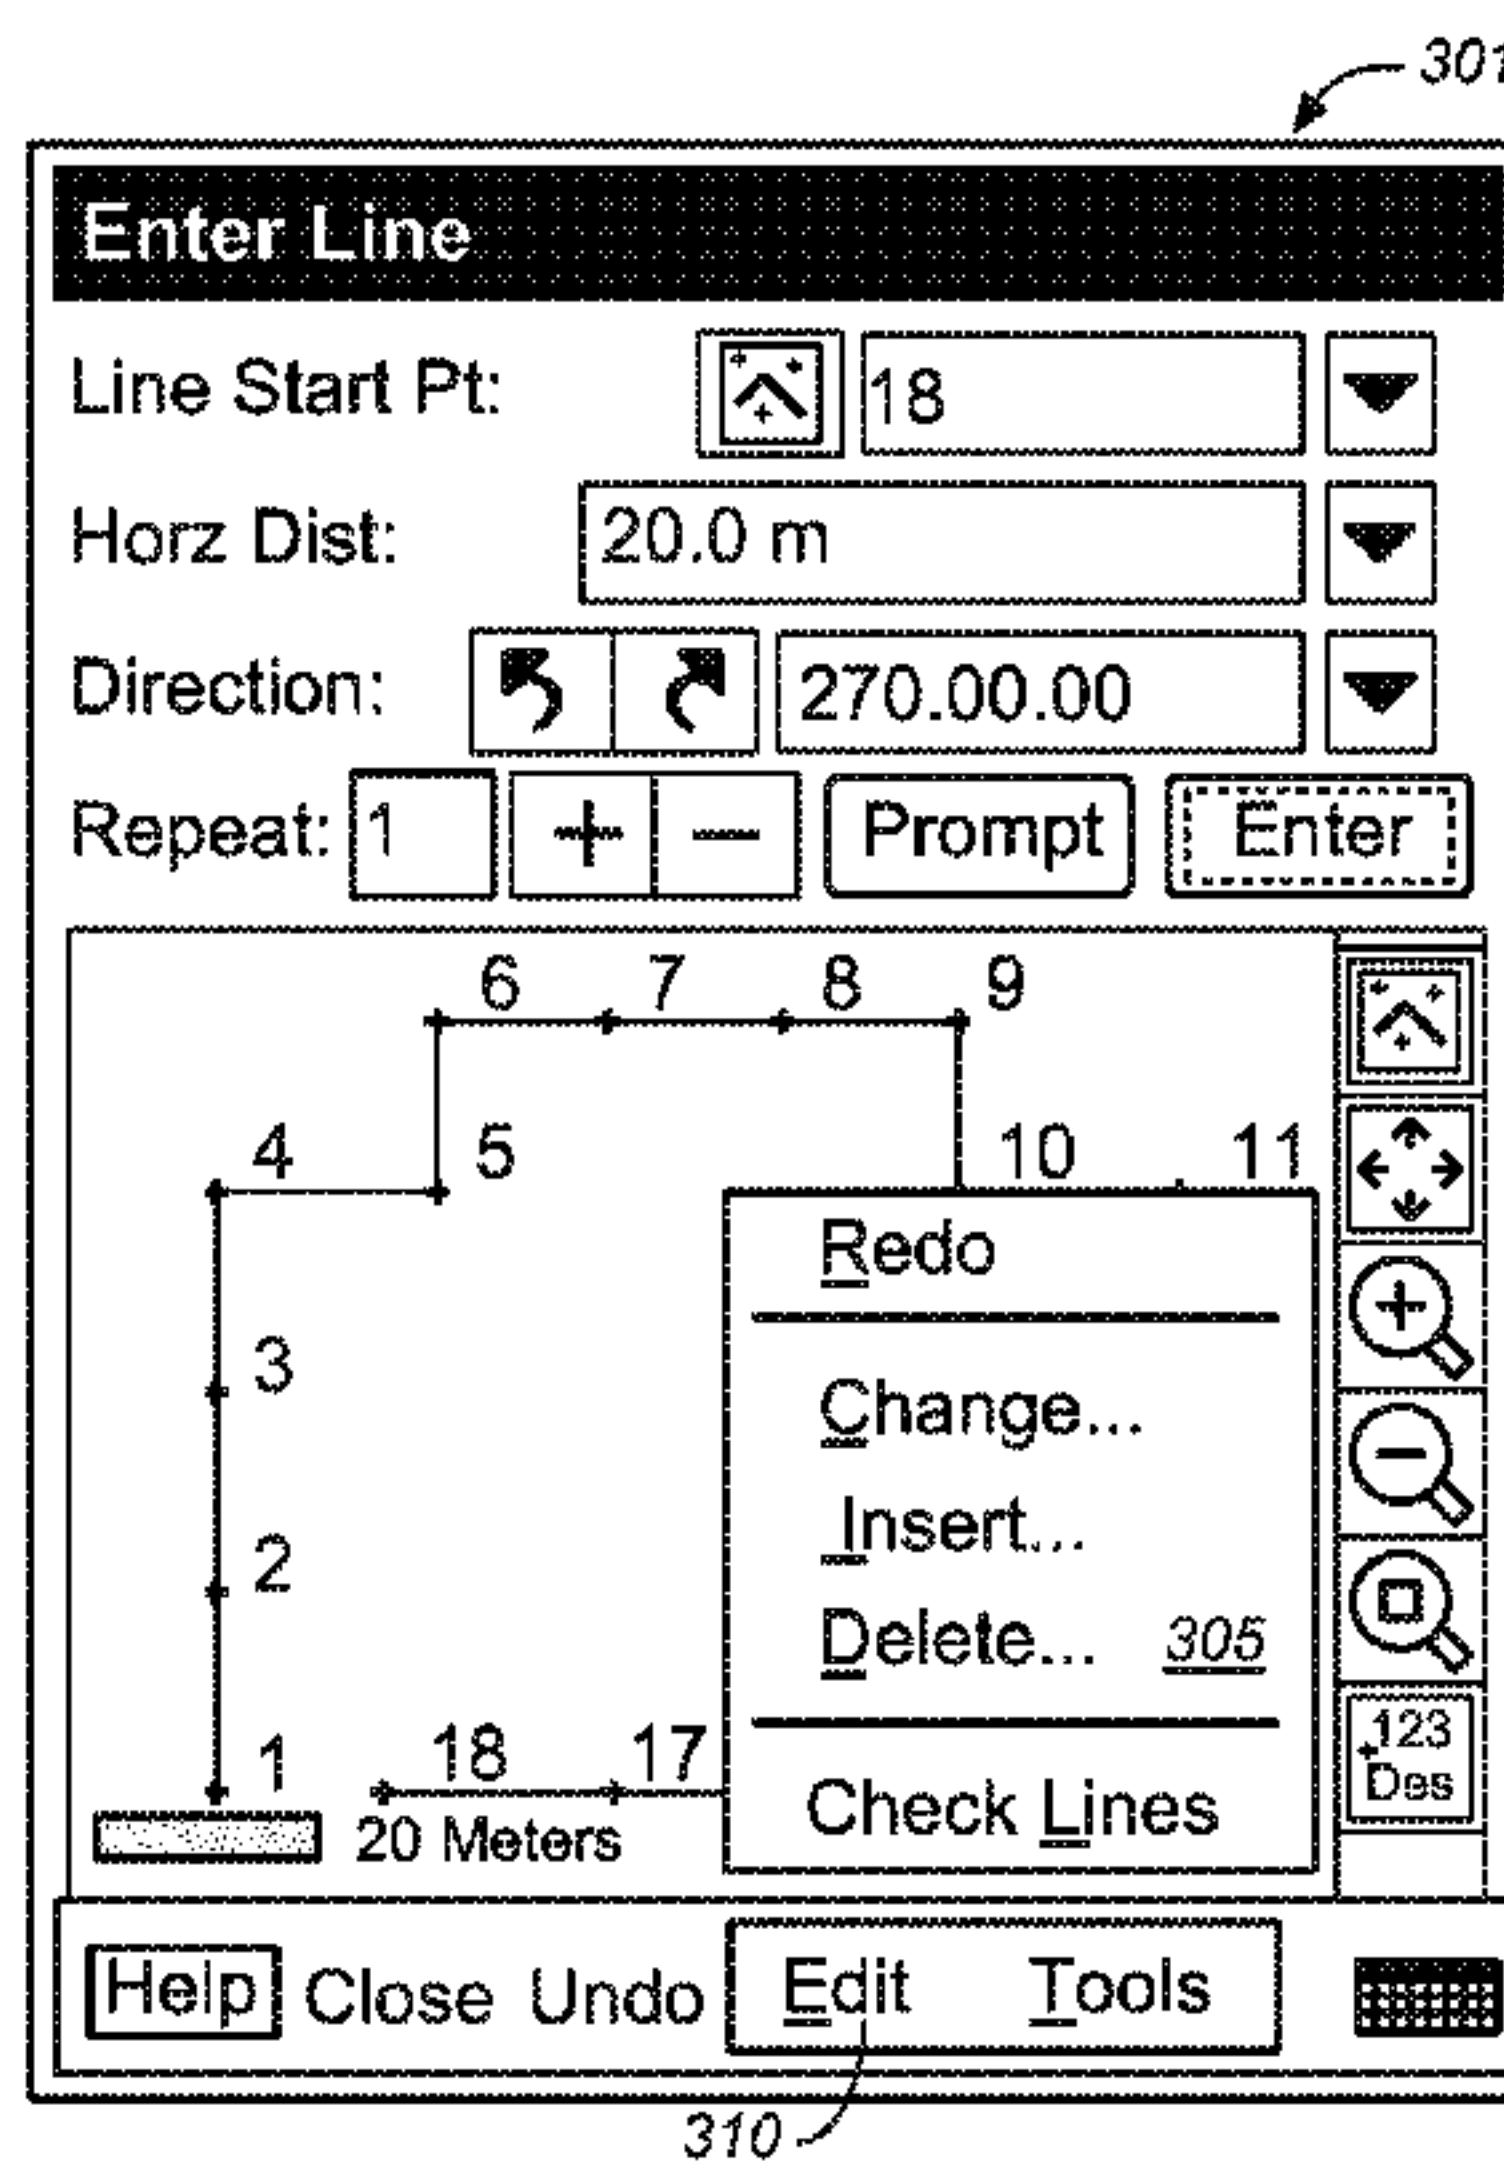 301
Enter Line
Line Start Pt: 18
Horz Dist: 20.0 m
Direction: 270.00.00
Repeat: 1 + - Prompt Enter
6 7 8 9
4 5 10 11
Redo
3
Change...
Insert...
2
Delete... 305
123
Des
1 18 17
Check Lines
20 Meters
Help Close Undo Edit Tools
310